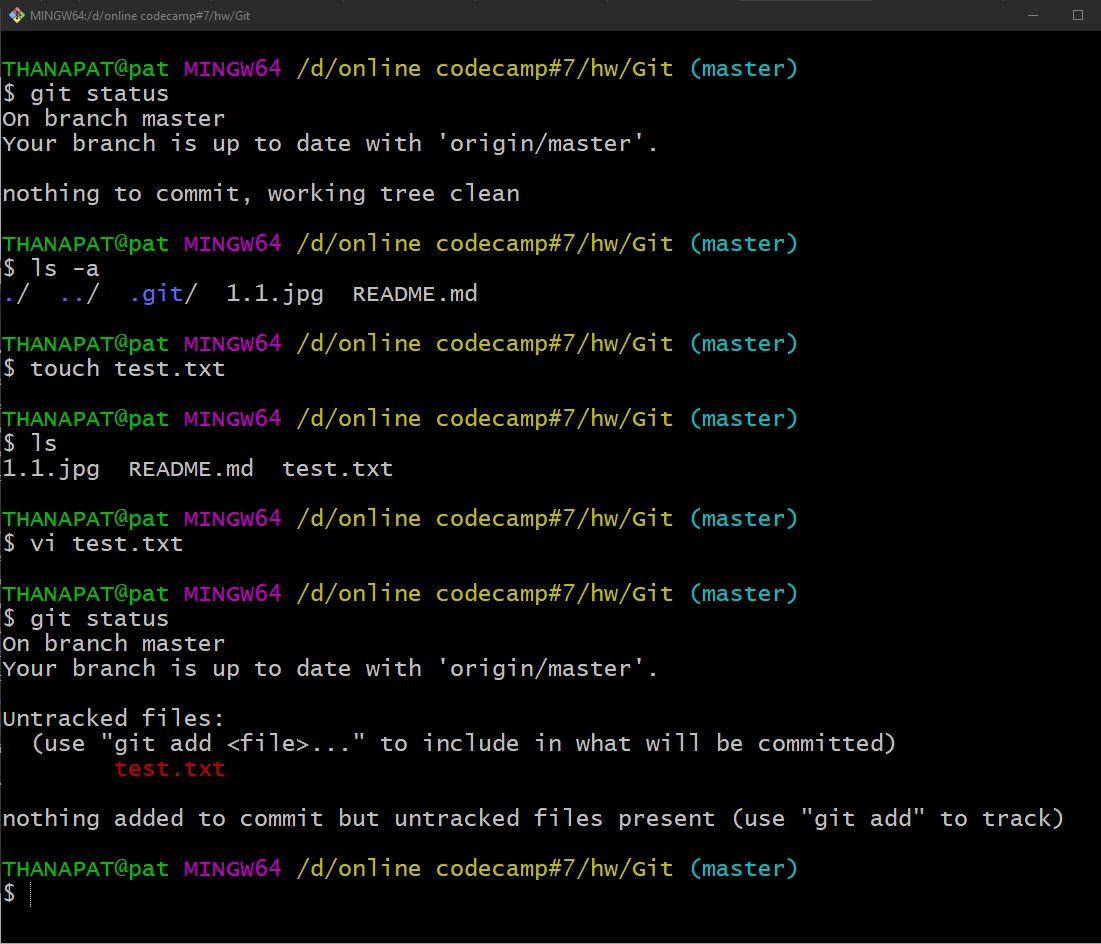 MINGW64:/d/online codecamp#7/hw/Git
THANAPAT@pat MINGW64 /d/online codecamp#7/hw/Git (master)
$ git status
On branch master
Your branch is up to date with 'origin/master'.
nothing to commit, working tree clean
THANAPAT@pat MINGW64 /d/online codecamp#7/hw/Git (master)
$ ls -a
./  ../  .git/  1.1.jpg  README.md
THANAPAT@pat MINGW64 /d/online codecamp#7/hw/Git (master)
$ touch test.txt
THANAPAT@pat MINGW64 /d/online codecamp#7/hw/Git (master)
$ ls
1.1.jpg  README.md  test.txt
THANAPAT@pat MINGW64 /d/online codecamp#7/hw/Git (master)
$ vi test.txt
THANAPAT@pat MINGW64 /d/online codecamp#7/hw/Git (master)
$ git status
On branch master
Your branch is up to date with 'origin/master'.
Untracked files:
  (use "git add <file>..." to include in what will be committed)
        test.txt
nothing added to commit but untracked files present (use "git add" to track)
THANAPAT@pat MINGW64 /d/online codecamp#7/hw/Git (master)
$